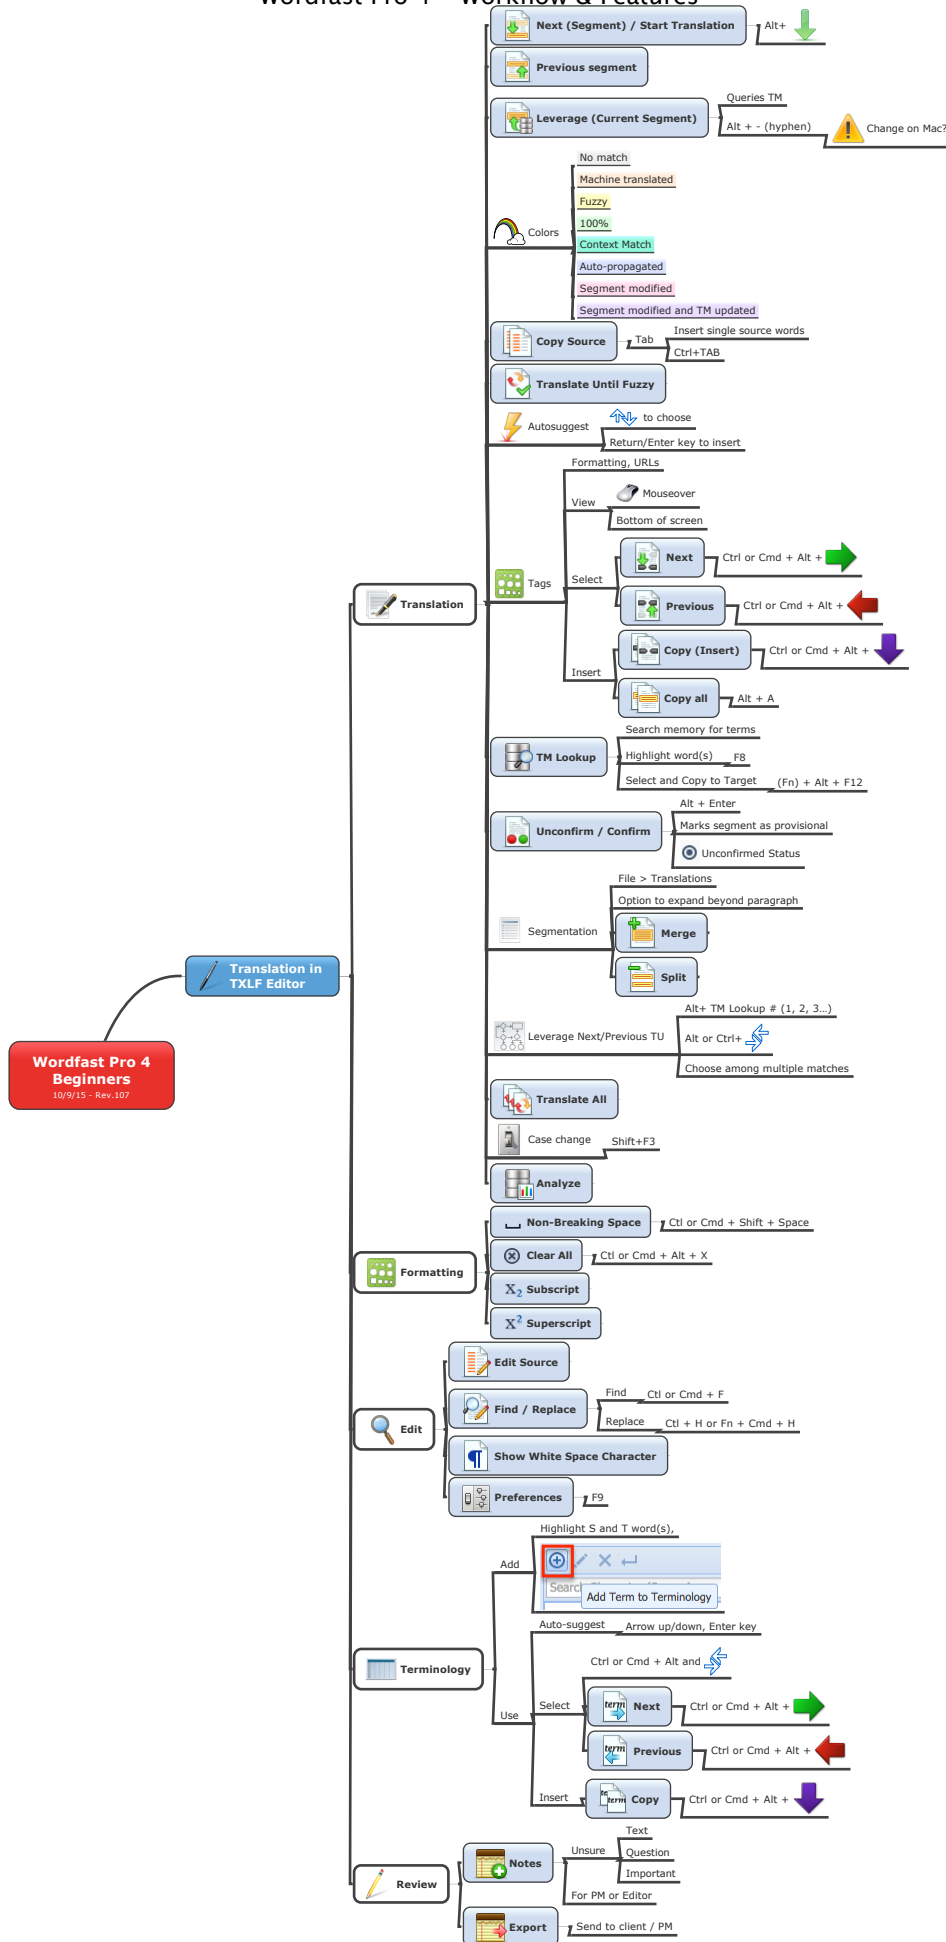 Wordfast Pro 4 - Workflow & Features
Next (Segment) / Start Translation
Alt+
Previous segment
Leverage (Current Segment)
Queries TM
Alt + - (hyphen)
Change on Mac?
Colors
No match
Machine translated
Fuzzy
100%
Context Match
Auto-propagated
Segment modified
Segment modified and TM updated
Copy Source
Tab
Insert single source words
Ctrl+TAB
Translate Until Fuzzy
Autosuggest
to choose
Return/Enter key to insert
Tags
Formatting, URLs
View
Mouseover
Bottom of screen
Select
Next
Ctrl or Cmd + Alt +
Previous
Ctrl or Cmd + Alt +
Insert
Copy (Insert)
Ctrl or Cmd + Alt +
Copy all
Alt + A
Translation
TM Lookup
Search memory for terms
Highlight word(s)
F8
Select and Copy to Target
(Fn) + Alt + F12
Unconfirm / Confirm
Alt + Enter
Marks segment as provisional
Unconfirmed Status
Segmentation
File > Translations
Option to expand beyond paragraph
Merge
Split
Translation in
TXLF Editor
Leverage Next/Previous TU
Alt+ TM Lookup # (1, 2, 3...)
Alt or Ctrl+
Choose among multiple matches
Wordfast Pro 4
Beginners
10/9/15 - Rev.107
Translate All
Case change
Shift+F3
Analyze
Formatting
Non-Breaking Space
Ctl or Cmd + Shift + Space
Clear All
Ctl or Cmd + Alt + X
X2 Subscript
X2 Superscript
Edit
Edit Source
Find / Replace
Find
Ctl or Cmd + F
Replace
Ctl + H or Fn + Cmd + H
Show White Space Character
Preferences
F9
Terminology
Add
Highlight S and T word(s),
Searc
Add Term to Terminology
Use
Auto-suggest
Arrow up/down, Enter key
Select
Ctrl or Cmd + Alt and
term
Next
Ctrl or Cmd + Alt +
term
Previous
Ctrl or Cmd + Alt +
Insert
term
Copy
Ctrl or Cmd + Alt +
Review
Notes
Unsure
Text
Question
Important
For PM or Editor
Export
Send to client / PM